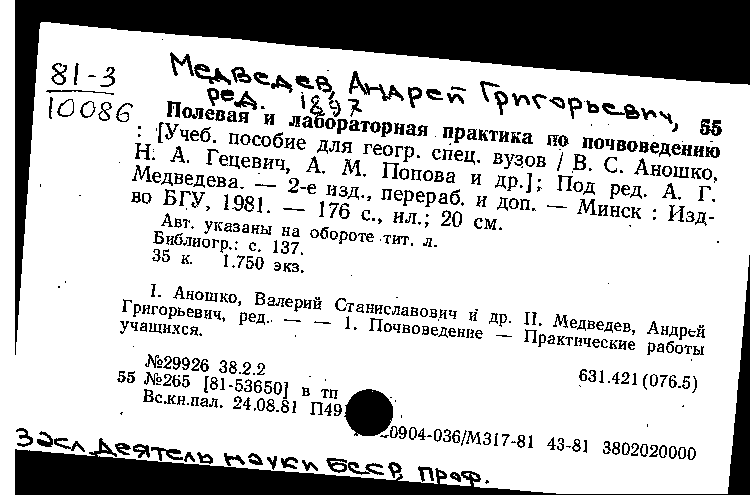 81-3
10086
Медведев, Андрей Григорьевич,
ред. 1897
55
Полевая и лабораторная практика по почвоведению
: [Учеб. пособие для геогр. спец. вузов / В. С. Аношко,
Н. А. Гецевич, А. М. Попова и др.]; Под ред. А. Г.
Медведева. — 2-е изд., перераб. и доп. — Минск : Изд-
во БГУ, 1981. — 176 с., ил.; 20 см.
Авт. указаны на обороте тит. л.
Библиогр.: с. 137.
35 к. 1.750 экз.
I. Аношко, Валерий Станиславович и др. II. Медведев, Андрей
Григорьевич, ред. — — 1. Почвоведение — Практические работы
учащихся.
№29926 38.2.2
631.421(076.5)
55 №265 [81-53650] в тп
Вс.кн.пал. 24.08.81 П49
0904-036/М317-81 43-81 3802020000
Засл деятель науки БССР, проф.